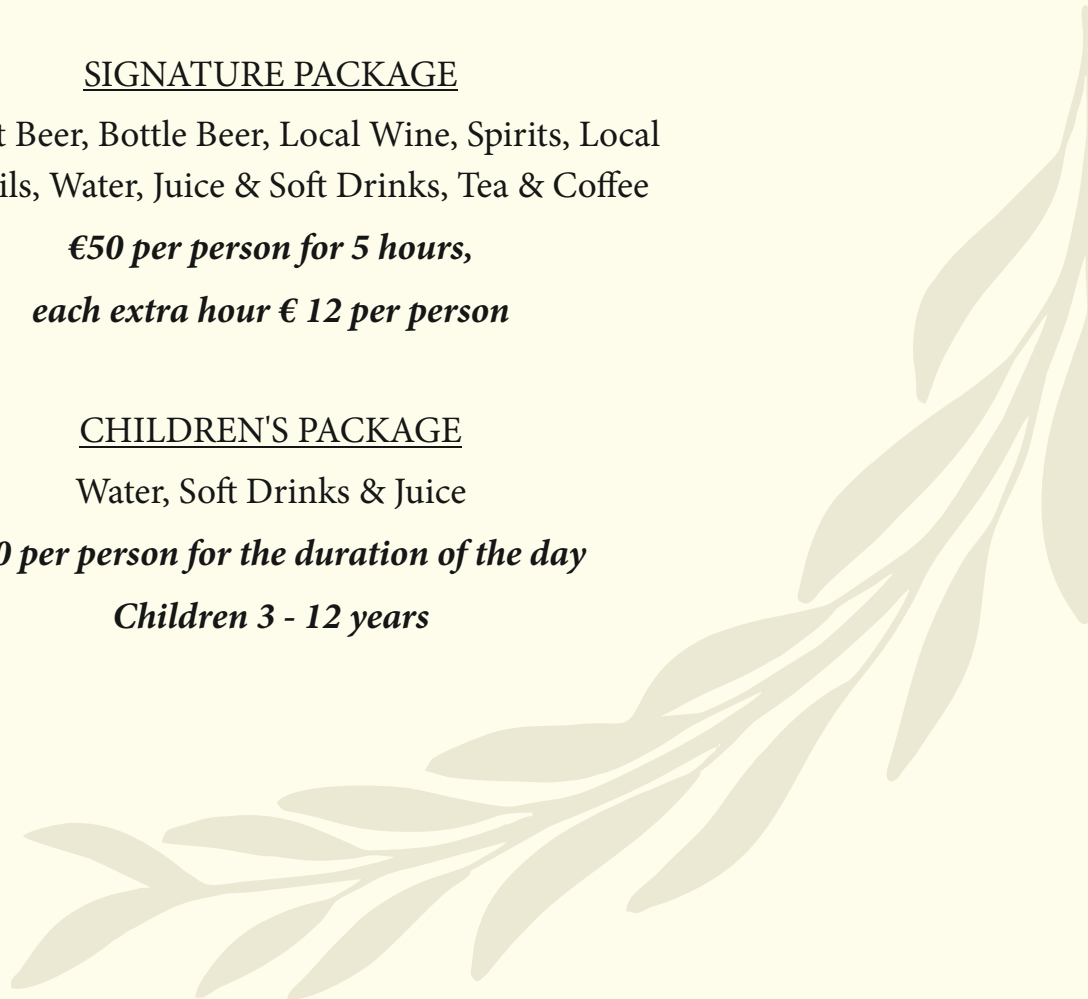 SIGNATURE PACKAGE
Beer, Bottle Beer, Local Wine, Spirits, Local
Water, Juice & Soft Drinks, Tea & Coffee
€50 per person for 5 hours,
each extra hour € 12 per person
CHILDREN'S PACKAGE
Water, Soft Drinks & Juice
per person for the duration of the day
Children 3 - 12 years